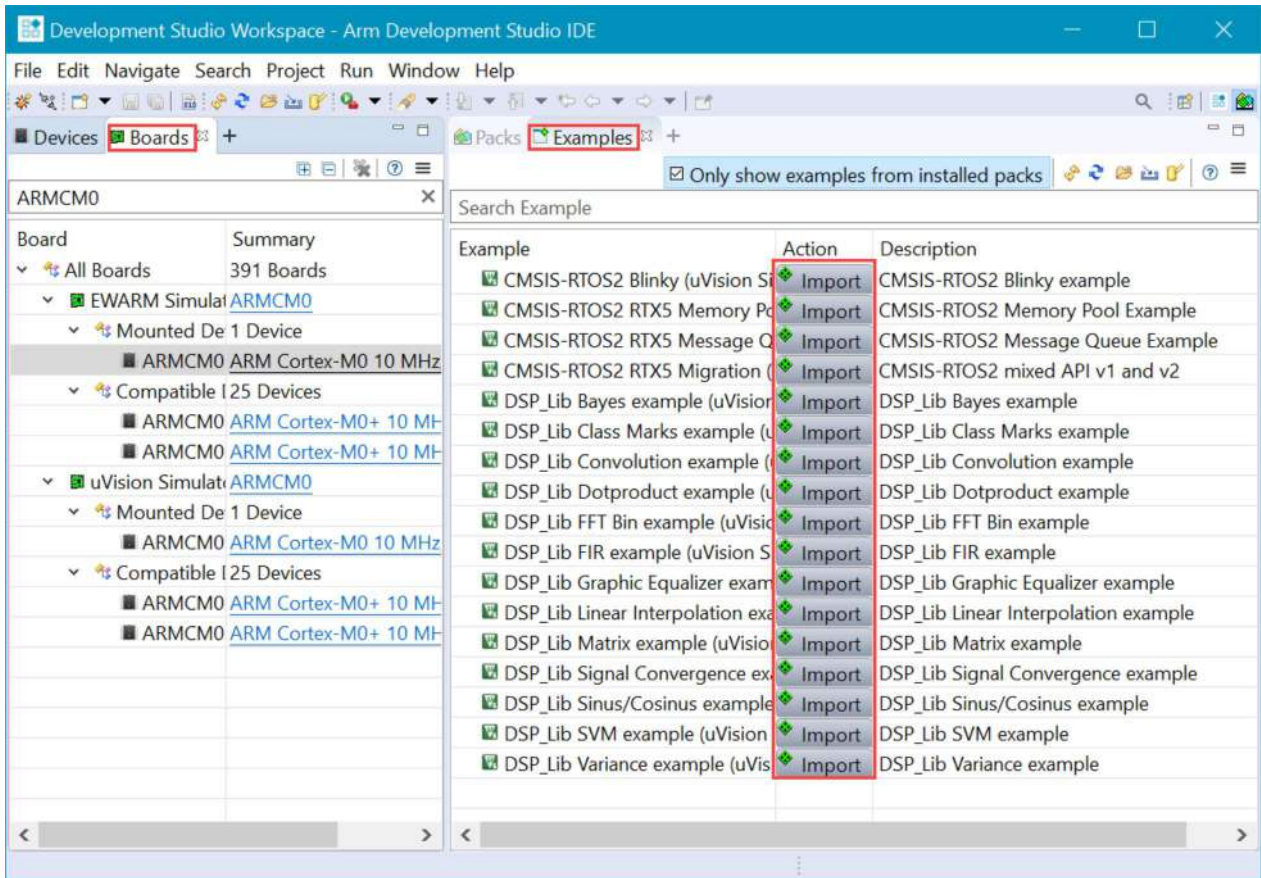 Development Studio Workspace - Arm Development Studio IDE
File Edit Navigate Search Project Run Window Help
Devices Boards +
Packs Examples +
Only show examples from installed packs
ARMCM0
Search Example
Board Summary
All Boards 391 Boards
EWARM Simulat ARMCM0
Mounted De 1 Device
ARMCM0 ARM Cortex-M0 10 MHz
Compatible I 25 Devices
ARMCM0 ARM Cortex-M0+ 10 MH
ARMCM0 ARM Cortex-M0+ 10 MH
uVision Simulat ARMCM0
Mounted De 1 Device
ARMCM0 ARM Cortex-M0 10 MHz
Compatible I 25 Devices
ARMCM0 ARM Cortex-M0+ 10 MH
ARMCM0 ARM Cortex-M0+ 10 MH
Example Action Description
CMSIS-RTOS2 Blinky (uVision Si Import CMSIS-RTOS2 Blinky example
CMSIS-RTOS2 RTX5 Memory Po Import CMSIS-RTOS2 Memory Pool Example
CMSIS-RTOS2 RTX5 Message Q Import CMSIS-RTOS2 Message Queue Example
CMSIS-RTOS2 RTX5 Migration ( Import CMSIS-RTOS2 mixed API v1 and v2
DSP_Lib Bayes example (uVision Import DSP_Lib Bayes example
DSP_Lib Class Marks example (u Import DSP_Lib Class Marks example
DSP_Lib Convolution example ( Import DSP_Lib Convolution example
DSP_Lib Dotproduct example (u Import DSP_Lib Dotproduct example
DSP_Lib FFT Bin example (uVisio Import DSP_Lib FFT Bin example
DSP_Lib FIR example (uVision S Import DSP_Lib FIR example
DSP_Lib Graphic Equalizer exam Import DSP_Lib Graphic Equalizer example
DSP_Lib Linear Interpolation exa Import DSP_Lib Linear Interpolation example
DSP_Lib Matrix example (uVision Import DSP_Lib Matrix example
DSP_Lib Signal Convergence exa Import DSP_Lib Signal Convergence example
DSP_Lib Sinus/Cosinus example Import DSP_Lib Sinus/Cosinus example
DSP_Lib SVM example (uVision Import DSP_Lib SVM example
DSP_Lib Variance example (uVis Import DSP_Lib Variance example